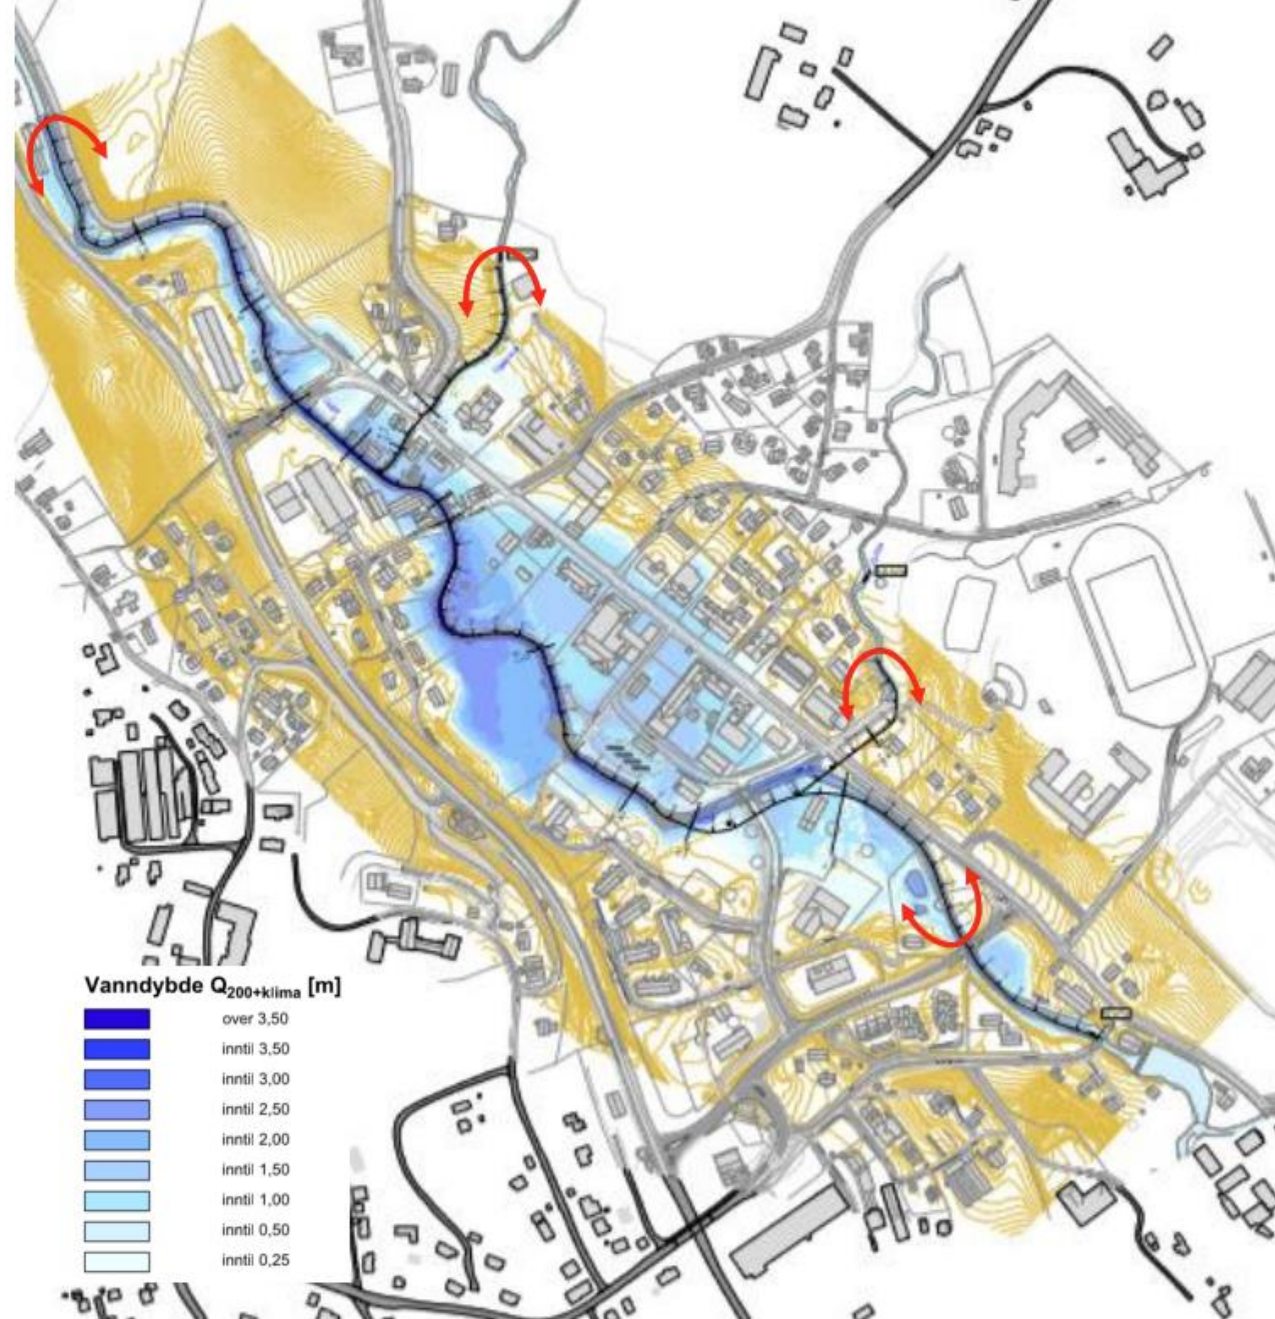 Vanndybde Q200+klima [m]
over 3,50
inntil 3,50
inntil 3,00
inntil 2,50
inntil 2,00
inntil 1,50
inntil 1,00
inntil 0,50
inntil 0,25